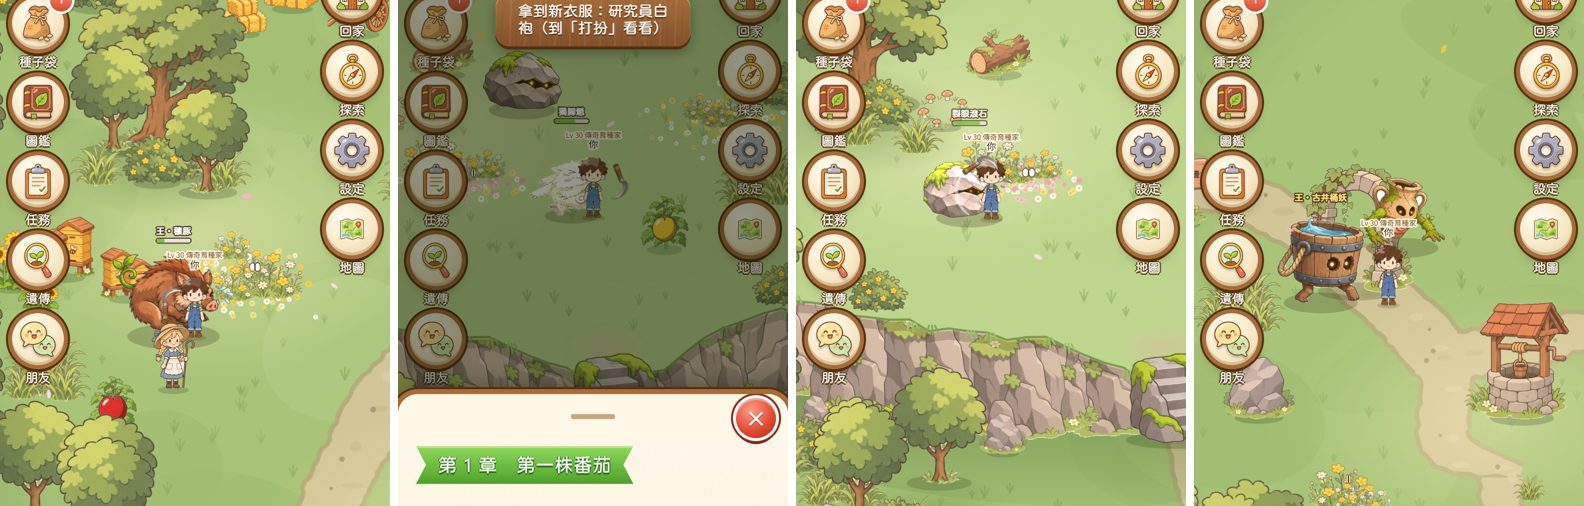 種子袋
圖鑑
任務
遺傳
朋友
回家
探索
設定
地圖
王・穗豚
Lv 30 傳奇育種家
你
拿到新衣服：研究員白
袍（到「打扮」看看）
種子袋
圖鑑
任務
遺傳
朋友
回家
探索
設定
地圖
Lv 30 傳奇育種家
你
第 1 章　第一株番茄
種子袋
圖鑑
任務
遺傳
朋友
回家
探索
設定
地圖
裂殼滾石
Lv 30 傳奇育種家
你
種子袋
圖鑑
任務
遺傳
朋友
回家
探索
設定
地圖
王・古井桶妖
Lv 30 傳奇育種家
你